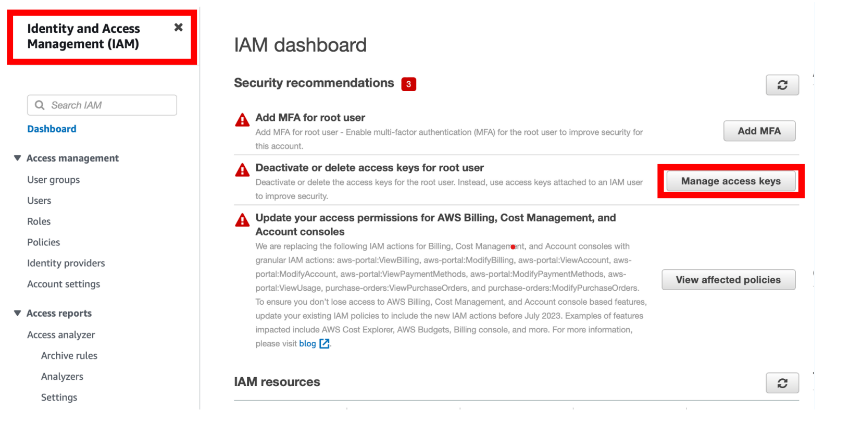 Identity and Access
Management (IAM)
Search IAM
Dashboard
Access management
User groups
Users
Roles
Policies
Identity providers
Account settings
Access reports
Access analyzer
Archive rules
Analyzers
Settings
IAM dashboard
Security recommendations 3
Add MFA for root user
Add MFA for root user - Enable multi-factor authentication (MFA) for the root user to improve security for
this account.
Add MFA
Deactivate or delete access keys for root user
Deactivate or delete the access keys for the root user. Instead, use access keys attached to an IAM user
to improve security.
Manage access keys
Update your access permissions for AWS Billing, Cost Management, and
Account consoles
We are replacing the following IAM actions for Billing, Cost Management, and Account consoles with
granular IAM actions: aws-portal:ViewBilling, aws-portal:ModifyBilling, aws-portal:ViewAccount, aws-
portal:ModifyAccount, aws-portal:ViewPaymentMethods, aws-portal:ModifyPaymentMethods, aws-
portal:ViewUsage, purchase-orders:ViewPurchaseOrders, and purchase-orders:ModifyPurchaseOrders.
To ensure you don't lose access to AWS Billing, Cost Management, and Account console based features,
update your existing IAM policies to include the new IAM actions before July 2023. Examples of features
impacted include AWS Cost Explorer, AWS Budgets, Billing console, and more. For more information,
please visit blog.
View affected policies
IAM resources